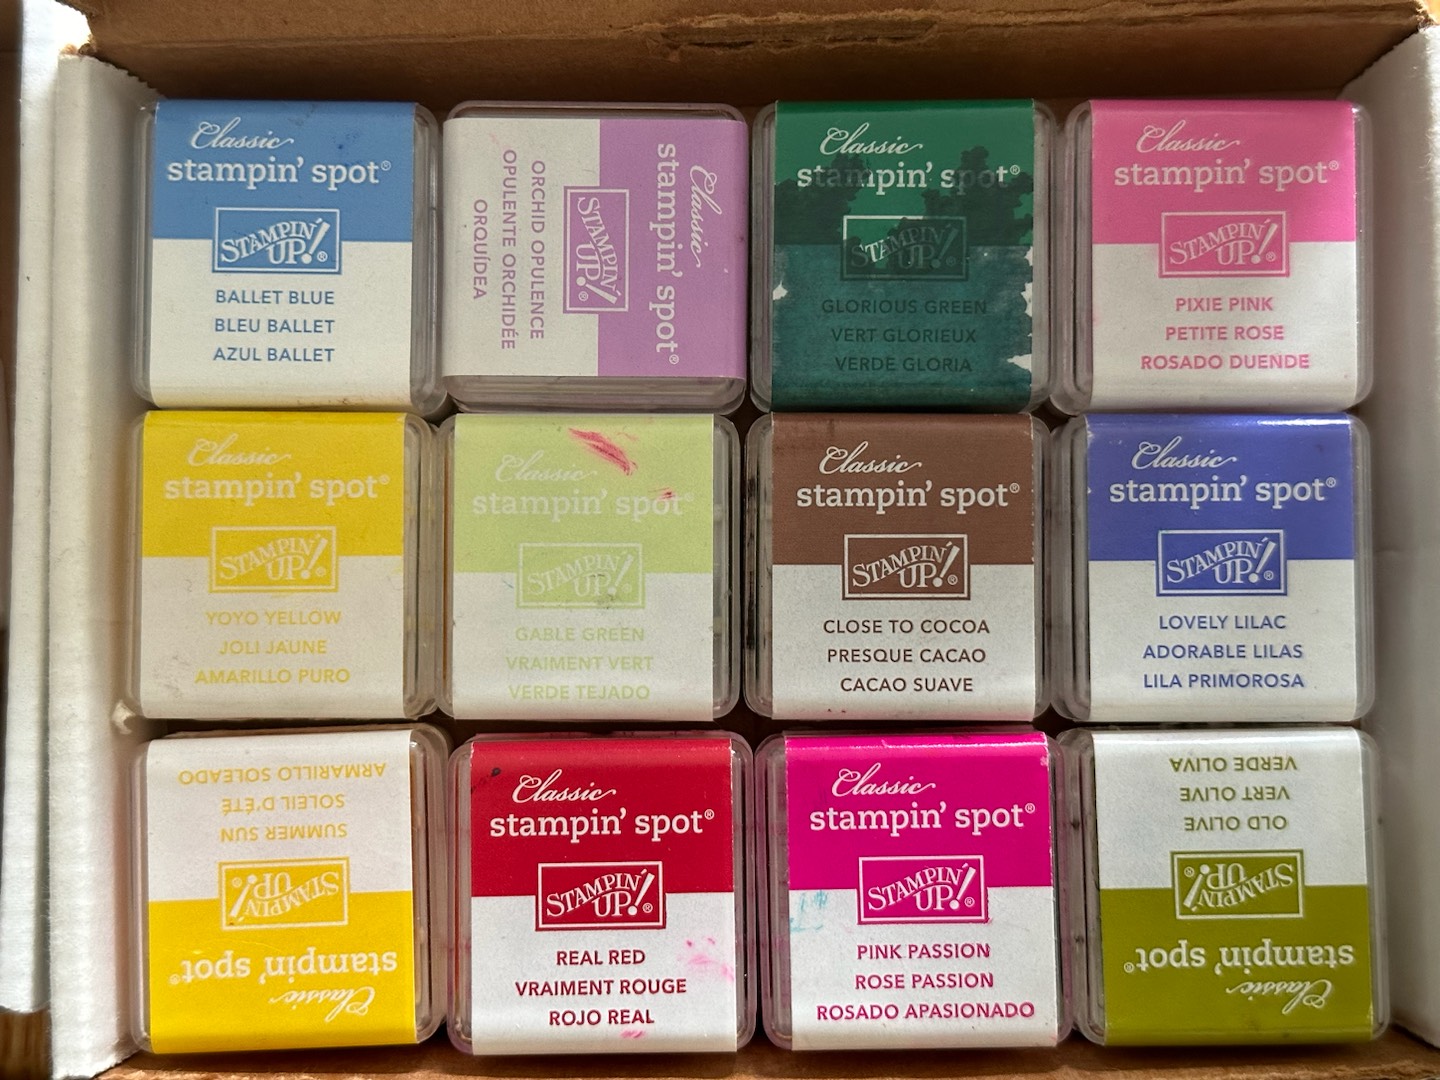 Classic
stampin' spot®
STAMPIN'
UP!®
BALLET BLUE
BLEU BALLET
AZUL BALLET
Classic
stampin' spot®
STAMPIN'
UP!®
ORCHID OPULENCE
OPULENTE ORCHIDÉE
ORQUÍDEA
Classic
stampin' spot®
STAMPIN'
UP!®
GLORIOUS GREEN
VERT GLORIEUX
VERDE GLORIA
Classic
stampin' spot®
STAMPIN'
UP!®
PIXIE PINK
PETITE ROSE
ROSADO DUENDE
Classic
stampin' spot®
STAMPIN'
UP!®
YOYO YELLOW
JOLI JAUNE
AMARILLO PURO
Classic
stampin' spot®
STAMPIN'
UP!®
GABLE GREEN
VRAIMENT VERT
VERDE TEJADO
Classic
stampin' spot®
STAMPIN'
UP!®
CLOSE TO COCOA
PRESQUE CACAO
CACAO SUAVE
Classic
stampin' spot®
STAMPIN'
UP!®
LOVELY LILAC
ADORABLE LILAS
LILA PRIMOROSA
Classic
stampin' spot®
STAMPIN'
UP!®
SUMMER SUN
SOLEIL D'ÉTÉ
ARMARILLO SOLEADO
Classic
stampin' spot®
STAMPIN'
UP!®
REAL RED
VRAIMENT ROUGE
ROJO REAL
Classic
stampin' spot®
STAMPIN'
UP!®
PINK PASSION
ROSE PASSION
ROSADO APASIONADO
Classic
stampin' spot®
STAMPIN'
UP!®
OLD OLIVE
VERT OLIVE
VERDE OLIVA